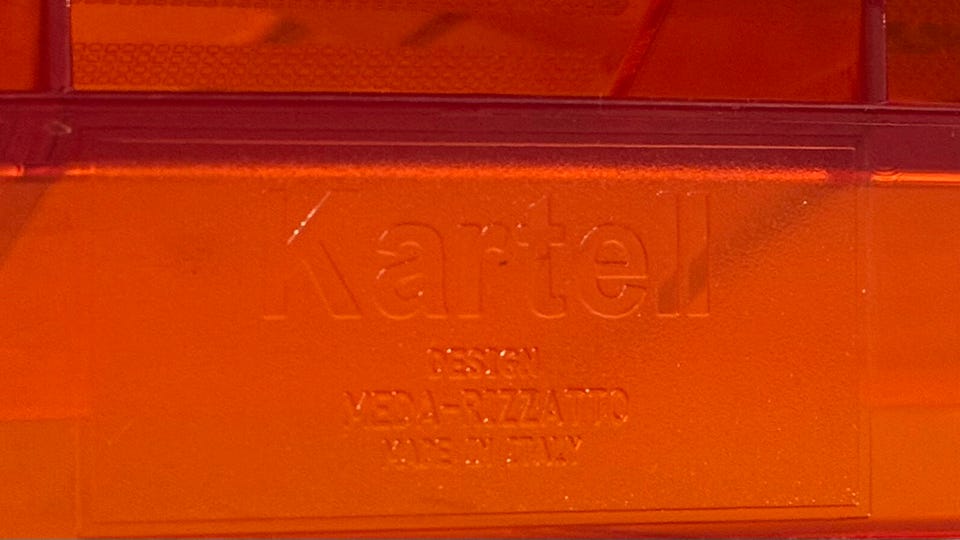 Kartell
DESIGN
MEDA-RIZZATTO
MADE IN ITALY